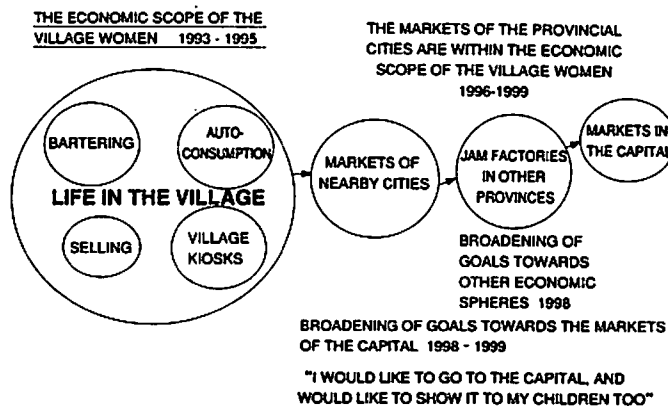 THE ECONOMIC SCOPE OF THE
VILLAGE WOMEN 1993 - 1995
THE MARKETS OF THE PROVINCIAL
CITIES ARE WITHIN THE ECONOMIC
SCOPE OF THE VILLAGE WOMEN
1996-1999
BARTERING
AUTO-
CONSUMPTION
LIFE IN THE VILLAGE
SELLING
VILLAGE
KIOSKS
MARKETS OF
NEARBY CITIES
JAM FACTORIES
IN OTHER
PROVINCES
MARKETS IN
THE CAPITAL
BROADENING OF
GOALS TOWARDS
OTHER ECONOMIC
SPHERES 1998
BROADENING OF GOALS TOWARDS THE MARKETS
OF THE CAPITAL 1998 - 1999
"I WOULD LIKE TO GO TO THE CAPITAL, AND
WOULD LIKE TO SHOW IT TO MY CHILDREN TOO"